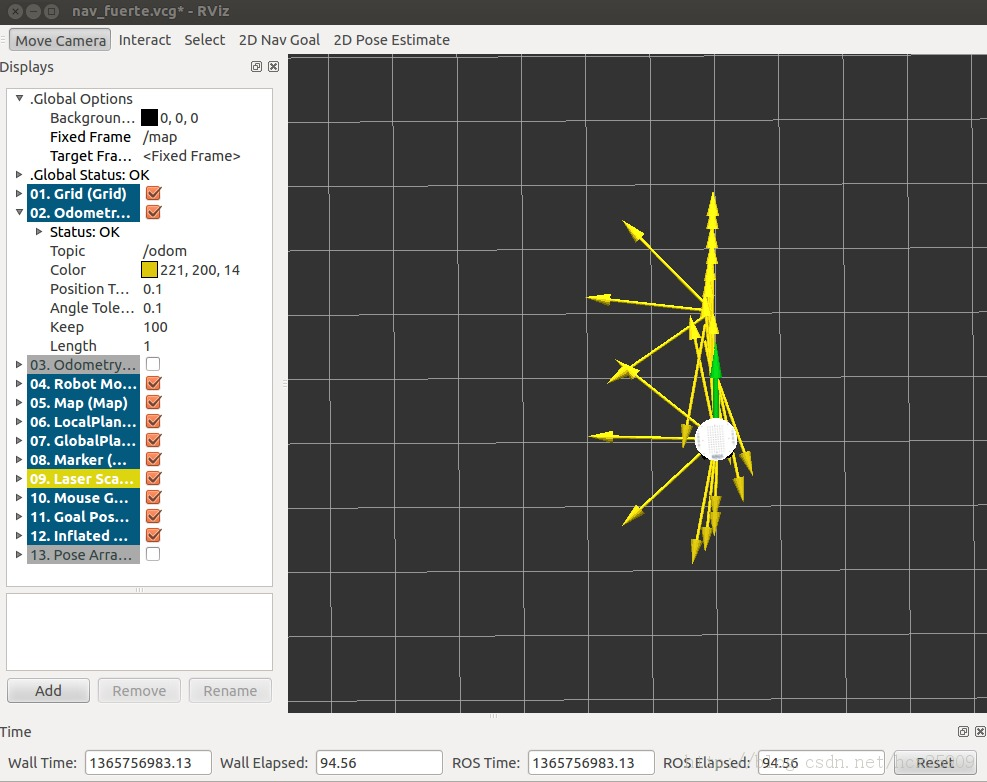 nav_fuerte.vcg* - RViz
Move Camera Interact Select 2D Nav Goal 2D Pose Estimate
Displays
.Global Options
Backgroun... 0, 0, 0
Fixed Frame /map
Target Fra... <Fixed Frame>
.Global Status: OK
01. Grid (Grid)
02. Odometr...
Status: OK
Topic /odom
Color 221, 200, 14
Position T... 0.1
Angle Tole... 0.1
Keep 100
Length 1
03. Odometry...
04. Robot Mo...
05. Map (Map)
06. LocalPlan...
07. GlobalPla...
08. Marker (...
09. Laser Sca...
10. Mouse G...
11. Goal Pos...
12. Inflated ...
13. Pose Arra...
Add Remove Rename
Time
Wall Time: 1365756983.13 Wall Elapsed: 94.56 ROS Time: 1365756983.13 ROS Elapsed: 94.56 Reset